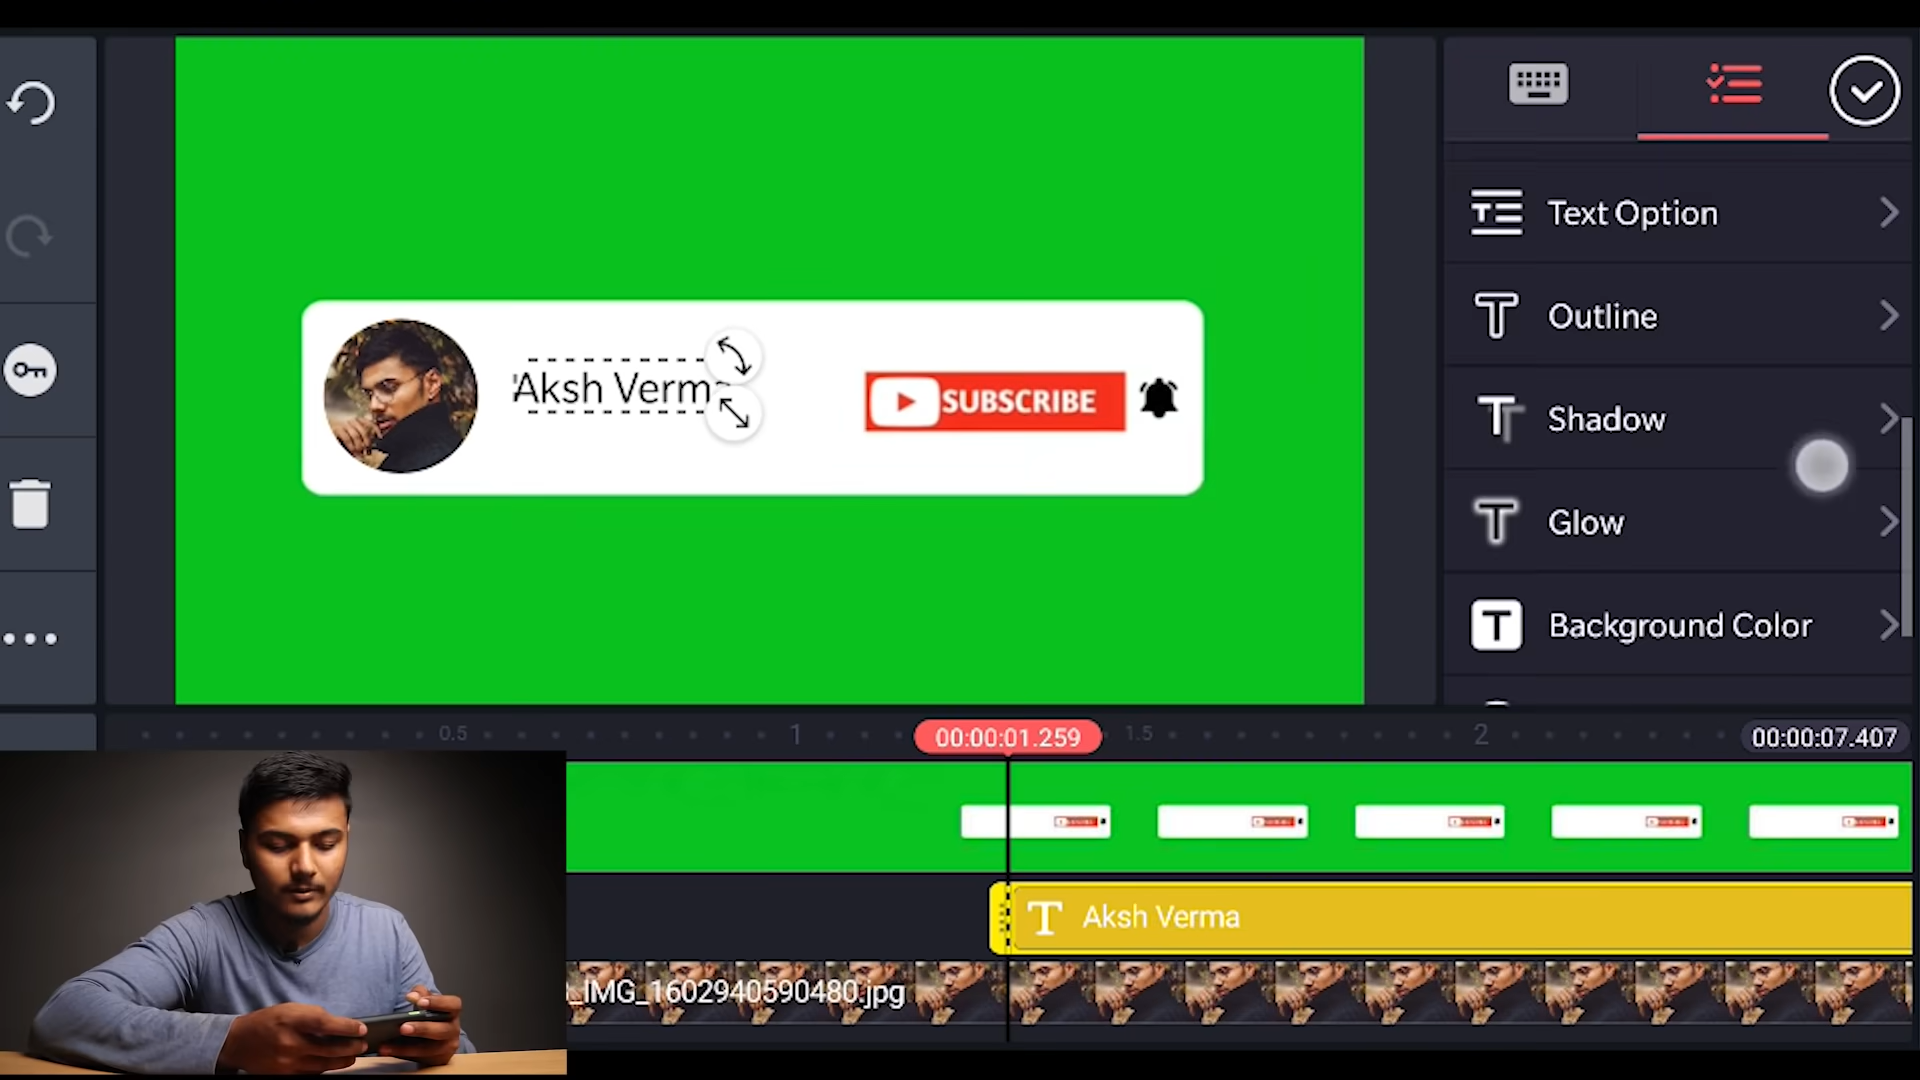 Text Option
Outline
Shadow
Glow
Background Color
Aksh Verma
SUBSCRIBE
0.5
1
00:00:01.259
1.5
2
00:00:07.407
Aksh Verma
_IMG_1602940590480.jpg